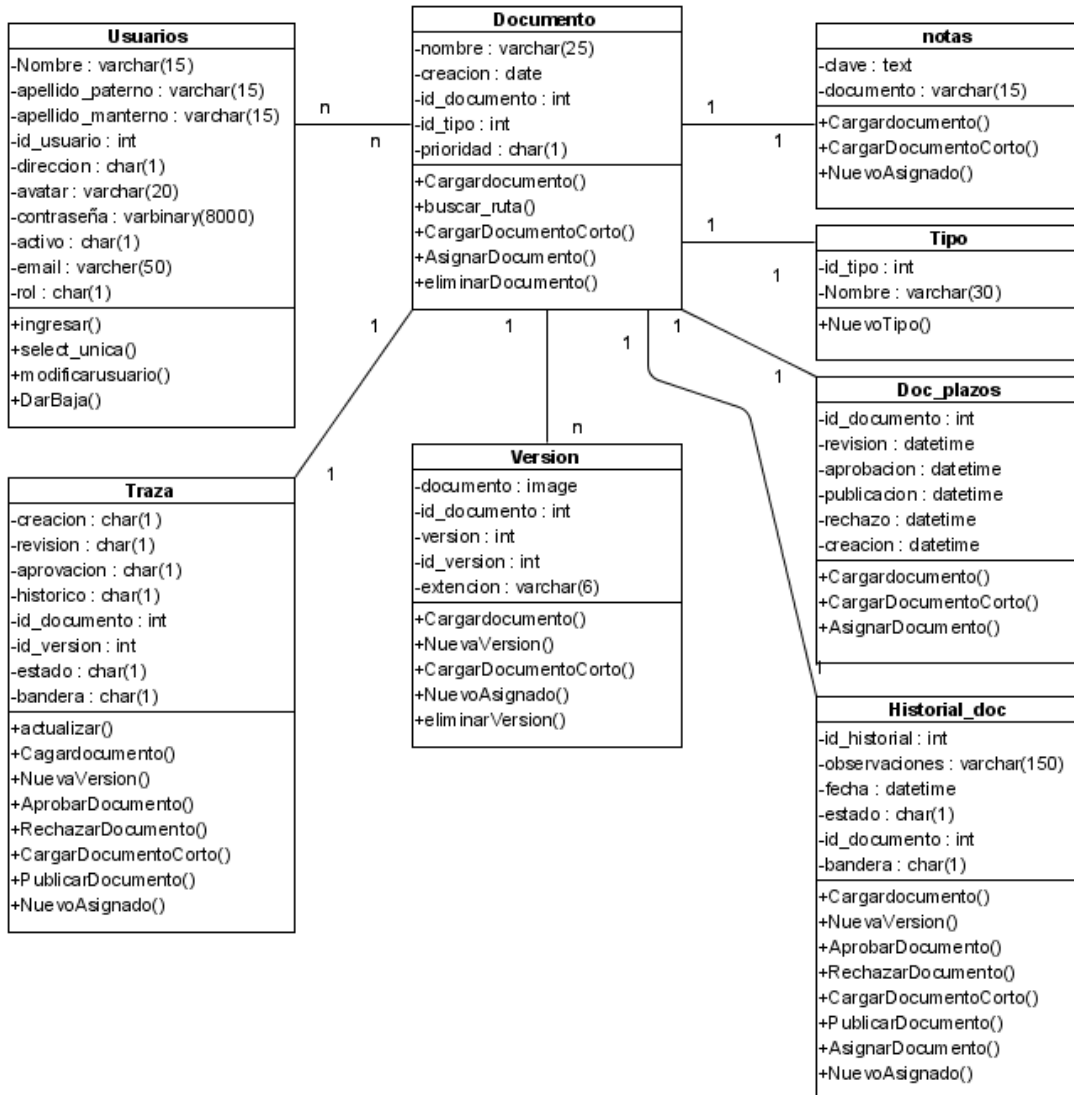 Usuarios
-Nombre : varchar(15)
-apellido_paterno : varchar(15)
-apellido_manterno : varchar(15)
-id_usuario : int
-direccion : char(1)
-avatar : varchar(20)
-contraseña : varbinary(8000)
-activo : char(1)
-email : varcher(50)
-rol : char(1)
+ingresar()
+select_unica()
+modificarusuario()
+DarBaja()
n
n
Documento
-nombre : varchar(25)
-creacion : date
-id_documento : int
-id_tipo : int
-prioridad : char(1)
+Cargardocumento()
+buscar_ruta()
+CargarDocumentoCorto()
+AsignarDocumento()
+eliminarDocumento()
1
1
notas
-clave : text
-documento : varchar(15)
+Cargardocumento()
+CargarDocumentoCorto()
+NuevoAsignado()
1
1
Tipo
-id_tipo : int
-Nombre : varchar(30)
+NuevoTipo()
1
1
1
1
1
Doc_plazos
-id_documento : int
-revision : datetime
-aprobacion : datetime
-publicacion : datetime
-rechazo : datetime
-creacion : datetime
+Cargardocumento()
+CargarDocumentoCorto()
+AsignarDocumento()
1
Traza
-creacion : char(1)
-revision : char(1)
-aprovacion : char(1)
-historico : char(1)
-id_documento : int
-id_version : int
-estado : char(1)
-bandera : char(1)
+actualizar()
+Cagardocumento()
+NuevaVersion()
+AprobarDocumento()
+RechazarDocumento()
+CargarDocumentoCorto()
+PublicarDocumento()
+NuevoAsignado()
n
Version
-documento : image
-id_documento : int
-version : int
-id_version : int
-extencion : varchar(6)
+Cargardocumento()
+NuevaVersion()
+CargarDocumentoCorto()
+NuevoAsignado()
+eliminarVersion()
Historial_doc
-id_historial : int
-observaciones : varchar(150)
-fecha : datetime
-estado : char(1)
-id_documento : int
-bandera : char(1)
+Cargardocumento()
+NuevaVersion()
+AprobarDocumento()
+RechazarDocumento()
+CargarDocumentoCorto()
+PublicarDocumento()
+AsignarDocumento()
+NuevoAsignado()